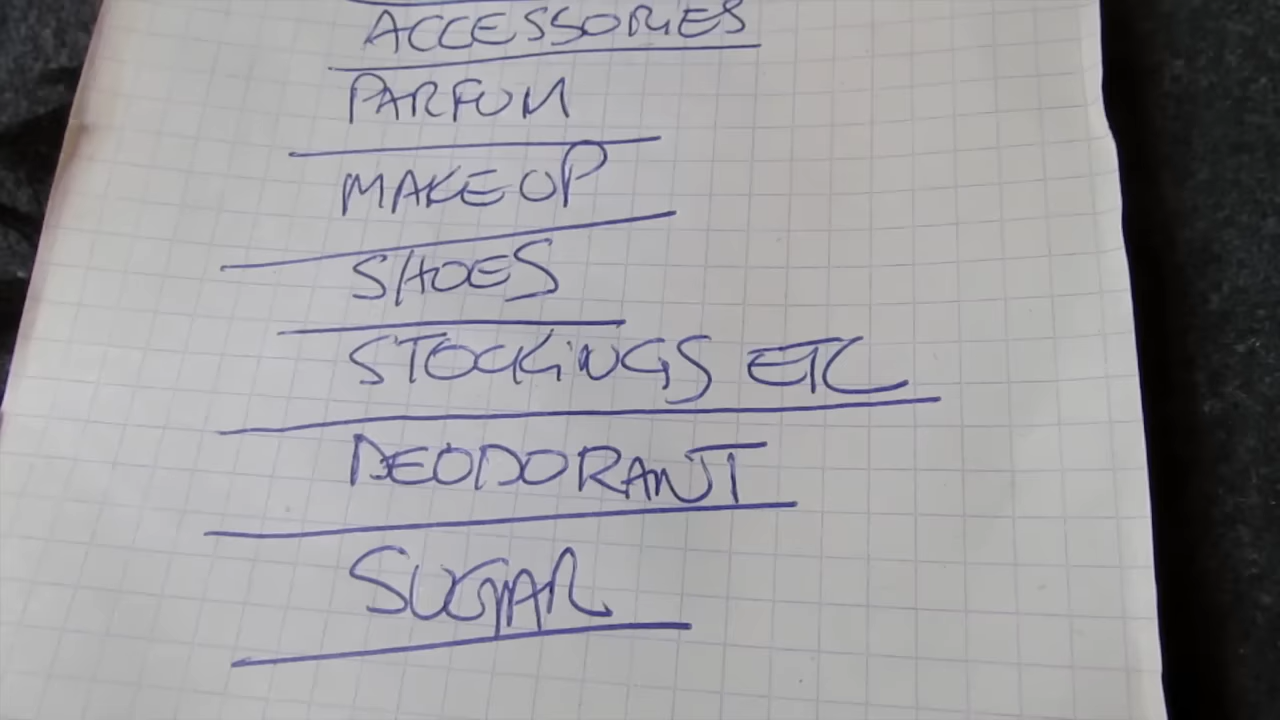 ACCESSORIES
PARFUM
MAKEUP
SHOES
STOCKiNGS ETC
DEODORANT
SUGAR